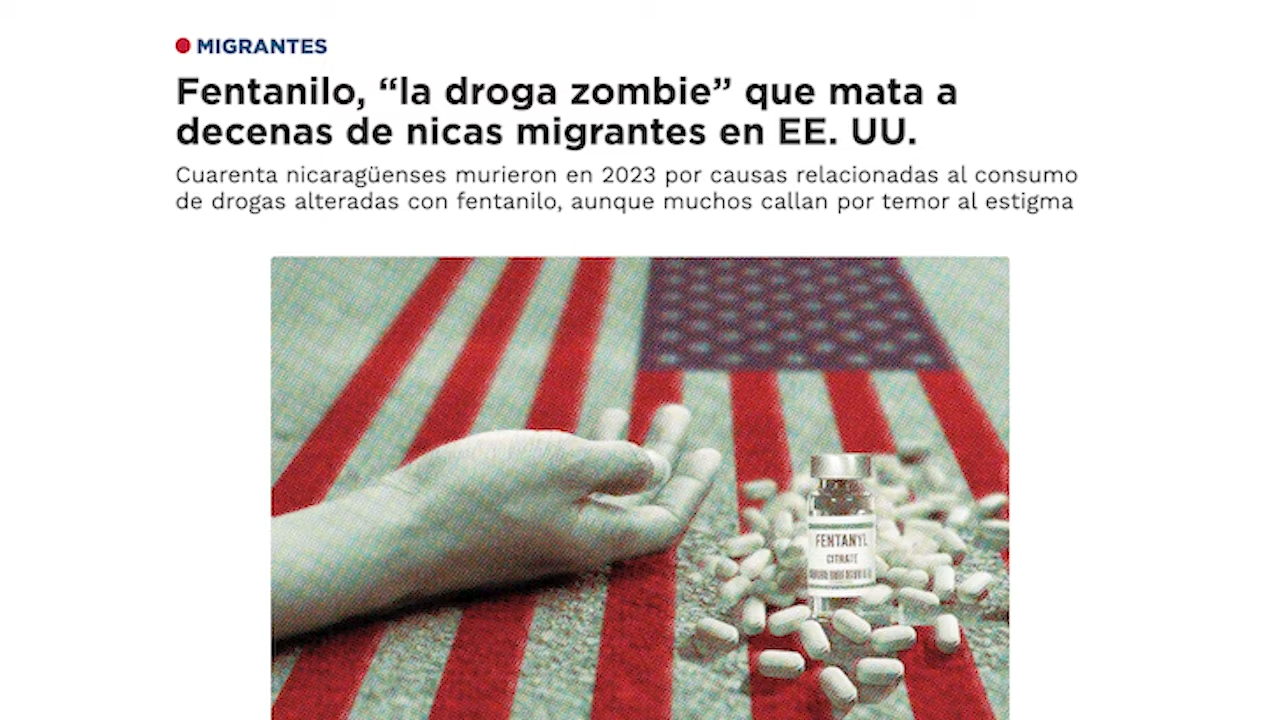 MIGRANTES
Fentanilo, “la droga zombie” que mata a
decenas de nicas migrantes en EE. UU.
Cuarenta nicaragüenses murieron en 2023 por causas relacionadas al consumo
de drogas alteradas con fentanilo, aunque muchos callan por temor al estigma
FENTANYL
CITRATE